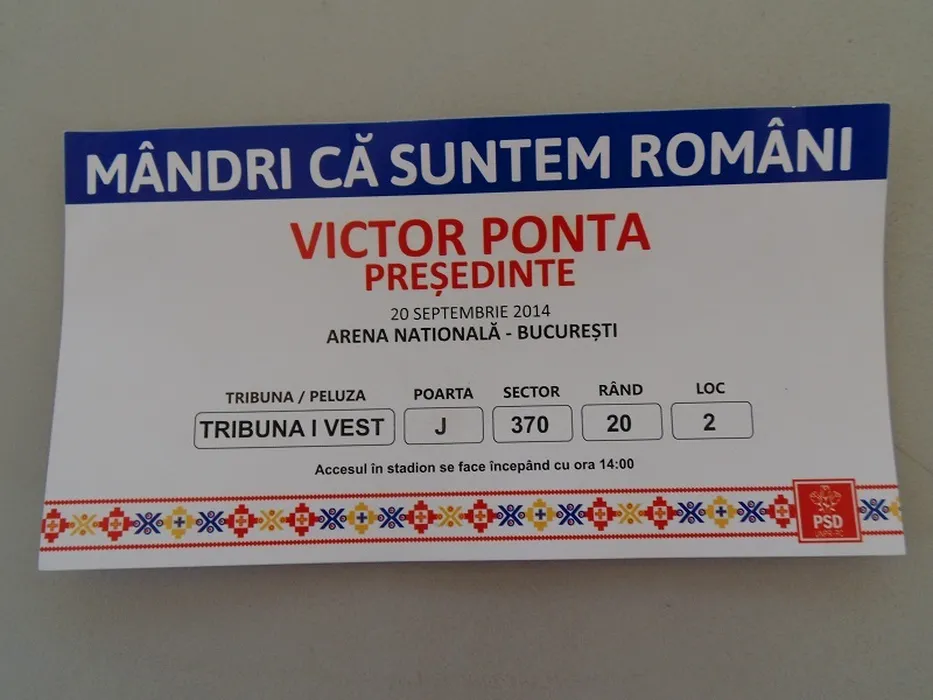 MÂNDRI CĂ SUNTEM ROMÂNI
VICTOR PONTA
PREȘEDINTE
20 SEPTEMBRIE 2014
ARENA NATIONALĂ - BUCUREȘTI
TRIBUNA / PELUZA POARTA SECTOR RÂND LOC
TRIBUNA I VEST J 370 20 2
Accesul în stadion se face începând cu ora 14:00
PSD